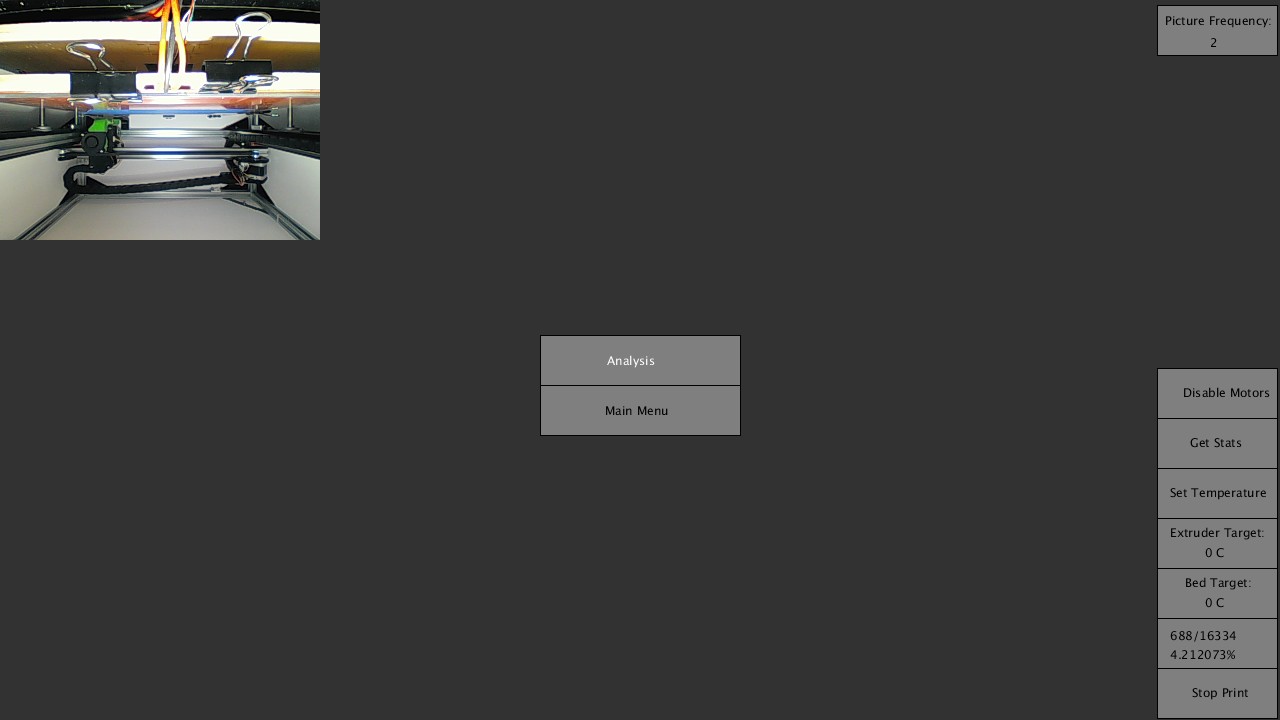 Picture Frequency:
2
Analysis
Main Menu
Disable Motors
Get Stats
Set Temperature
Extruder Target:
0 C
Bed Target:
0 C
688/16334
4.212073%
Stop Print